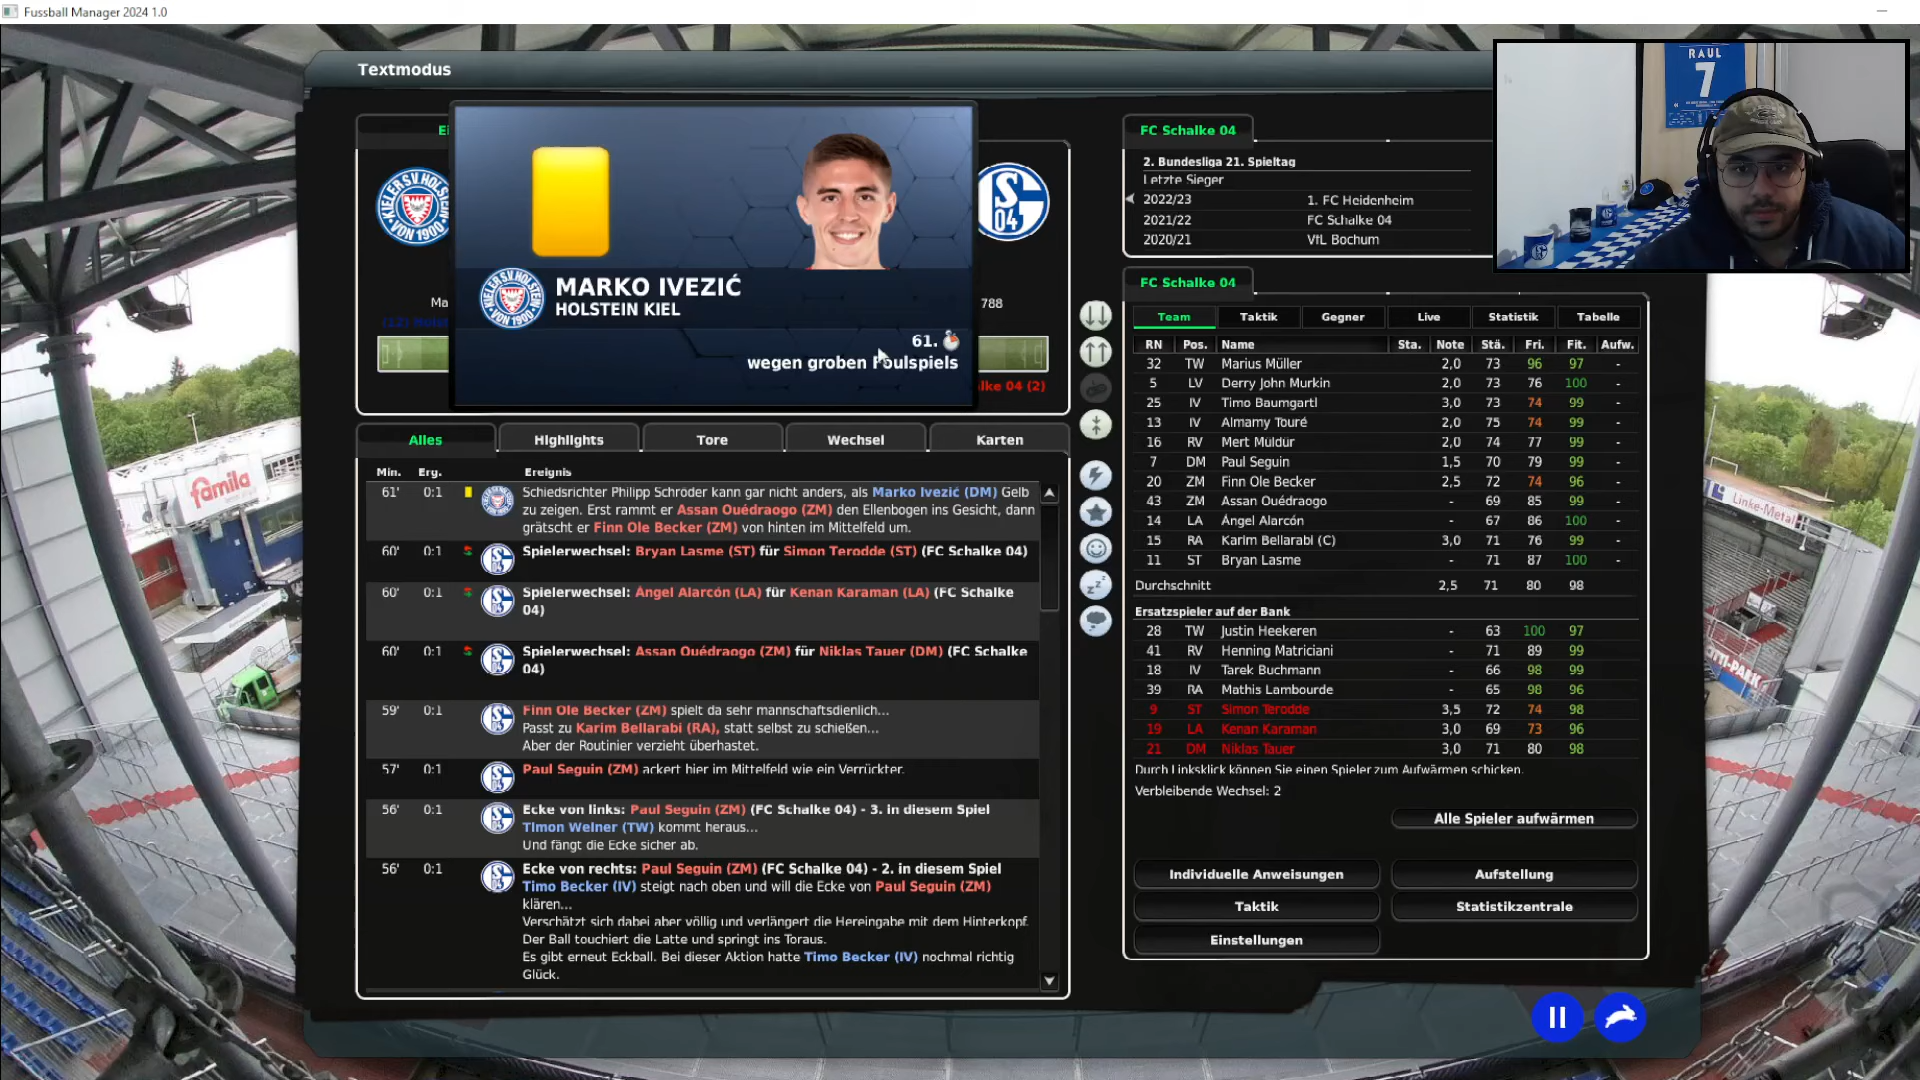 Fussball Manager 2024 1.0
Textmodus
RAUL
7
MARKO IVEZIĆ
HOLSTEIN KIEL
61.
wegen groben Foulspiels
KIELER S.V. HOLSTEIN
VON 1900
S
04
Ma
788
lke 04 (2)
FC Schalke 04
2. Bundesliga 21. Spieltag
Letzte Sieger
2022/23 1. FC Heidenheim
2021/22 FC Schalke 04
2020/21 VfL Bochum
FC Schalke 04
Team Taktik Gegner Live Statistik Tabelle
RN Pos. Name Sta. Note Stä. Fri. Fit. Aufw.
32 TW Marius Müller 2,0 73 96 97 -
5 LV Derry John Murkin 2,0 73 76 100 -
25 IV Timo Baumgartl 3,0 73 74 99 -
13 IV Almamy Touré 2,0 75 74 99 -
16 RV Mert Müldür 2,0 74 77 99 -
7 DM Paul Seguin 1,5 70 79 99 -
20 ZM Finn Ole Becker 2,5 72 74 96 -
43 ZM Assan Ouédraogo - 69 85 99 -
14 LA Ángel Alarcón - 67 86 100 -
15 RA Karim Bellarabi (C) 3,0 71 76 99 -
11 ST Bryan Lasme - 71 87 100 -
Durchschnitt 2,5 71 80 98
Ersatzspieler auf der Bank
28 TW Justin Heekeren - 63 100 97 -
41 RV Henning Matriciani - 71 89 99 -
18 IV Tarek Buchmann - 66 98 99 -
39 RA Mathis Lambourde - 65 98 96 -
9 ST Simon Terodde 3,5 72 74 98 -
19 LA Kenan Karaman 3,0 69 73 96 -
21 DM Niklas Tauer 3,0 71 80 98 -
Durch Linksklick können Sie einen Spieler zum Aufwärmen schicken.
Verbleibende Wechsel: 2
Alle Spieler aufwärmen
Individuelle Anweisungen
Aufstellung
Taktik
Statistikzentrale
Einstellungen
Alles Highlights Tore Wechsel Karten
Min. Erg. Ereignis
61' 0:1 Schiedsrichter Philipp Schröder kann gar nicht anders, als Marko Ivezić (DM) Gelb
zu zeigen. Erst rammt er Assan Ouédraogo (ZM) den Ellenbogen ins Gesicht, dann
grätscht er Finn Ole Becker (ZM) von hinten im Mittelfeld um.
60' 0:1 Spielerwechsel: Bryan Lasme (ST) für Simon Terodde (ST) (FC Schalke 04)
60' 0:1 Spielerwechsel: Ángel Alarcón (LA) für Kenan Karaman (LA) (FC Schalke
04)
60' 0:1 Spielerwechsel: Assan Ouédraogo (ZM) für Niklas Tauer (DM) (FC Schalke
04)
59' 0:1 Finn Ole Becker (ZM) spielt da sehr mannschaftsdienlich...
Passt zu Karim Bellarabi (RA), statt selbst zu schießen...
Aber der Routinier verzieht überhastet.
57' 0:1 Paul Seguin (ZM) ackert hier im Mittelfeld wie ein Verrückter.
56' 0:1 Ecke von links: Paul Seguin (ZM) (FC Schalke 04) - 3. in diesem Spiel
Timon Weiner (TW) kommt heraus...
Und fängt die Ecke sicher ab.
56' 0:1 Ecke von rechts: Paul Seguin (ZM) (FC Schalke 04) - 2. in diesem Spiel
Timo Becker (IV) steigt nach oben und will die Ecke von Paul Seguin (ZM)
klären...
Verschätzt sich dabei aber völlig und verlängert die Hereingabe mit dem Hinterkopf.
Der Ball touchiert die Latte und springt ins Toraus.
Es gibt erneut Eckball. Bei dieser Aktion hatte Timo Becker (IV) nochmal richtig
Glück.
famila
Linke-Metal
CITTI-PARK